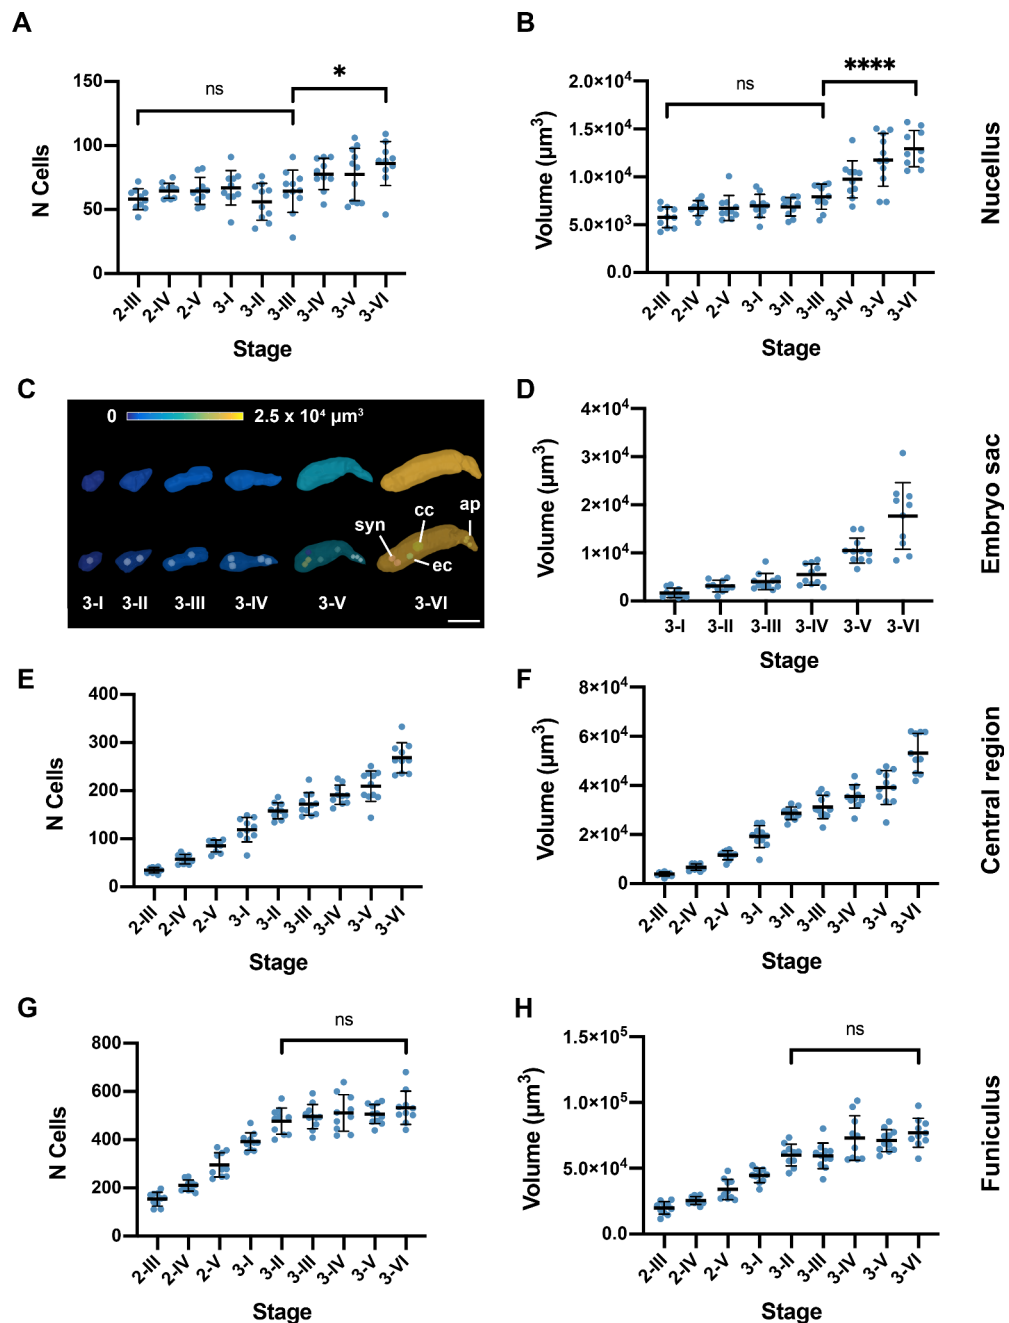 A
N Cells
150
100
50
0
ns
*
2-III 2-IV 2-V 3-I 3-II 3-III 3-IV 3-V 3-VI
Stage
B
Volume (µm³)
2.0×10⁴
1.5×10⁴
1.0×10⁴
5.0×10³
0.0
ns
****
2-III 2-IV 2-V 3-I 3-II 3-III 3-IV 3-V 3-VI
Stage
Nucellus
C
0 2.5 x 10⁴ µm³
syn
cc
ap
ec
3-I 3-II 3-III 3-IV 3-V 3-VI
D
Volume (µm³)
4×10⁴
3×10⁴
2×10⁴
1×10⁴
0
3-I 3-II 3-III 3-IV 3-V 3-VI
Stage
Embryo sac
E
N Cells
400
300
200
100
0
2-III 2-IV 2-V 3-I 3-II 3-III 3-IV 3-V 3-VI
Stage
F
Volume (µm³)
8×10⁴
6×10⁴
4×10⁴
2×10⁴
0
2-III 2-IV 2-V 3-I 3-II 3-III 3-IV 3-V 3-VI
Stage
Central region
G
N Cells
800
600
400
200
0
ns
2-III 2-IV 2-V 3-I 3-II 3-III 3-IV 3-V 3-VI
Stage
H
Volume (µm³)
1.5×10⁵
1.0×10⁵
5.0×10⁴
0.0
ns
2-III 2-IV 2-V 3-I 3-II 3-III 3-IV 3-V 3-VI
Stage
Funiculus